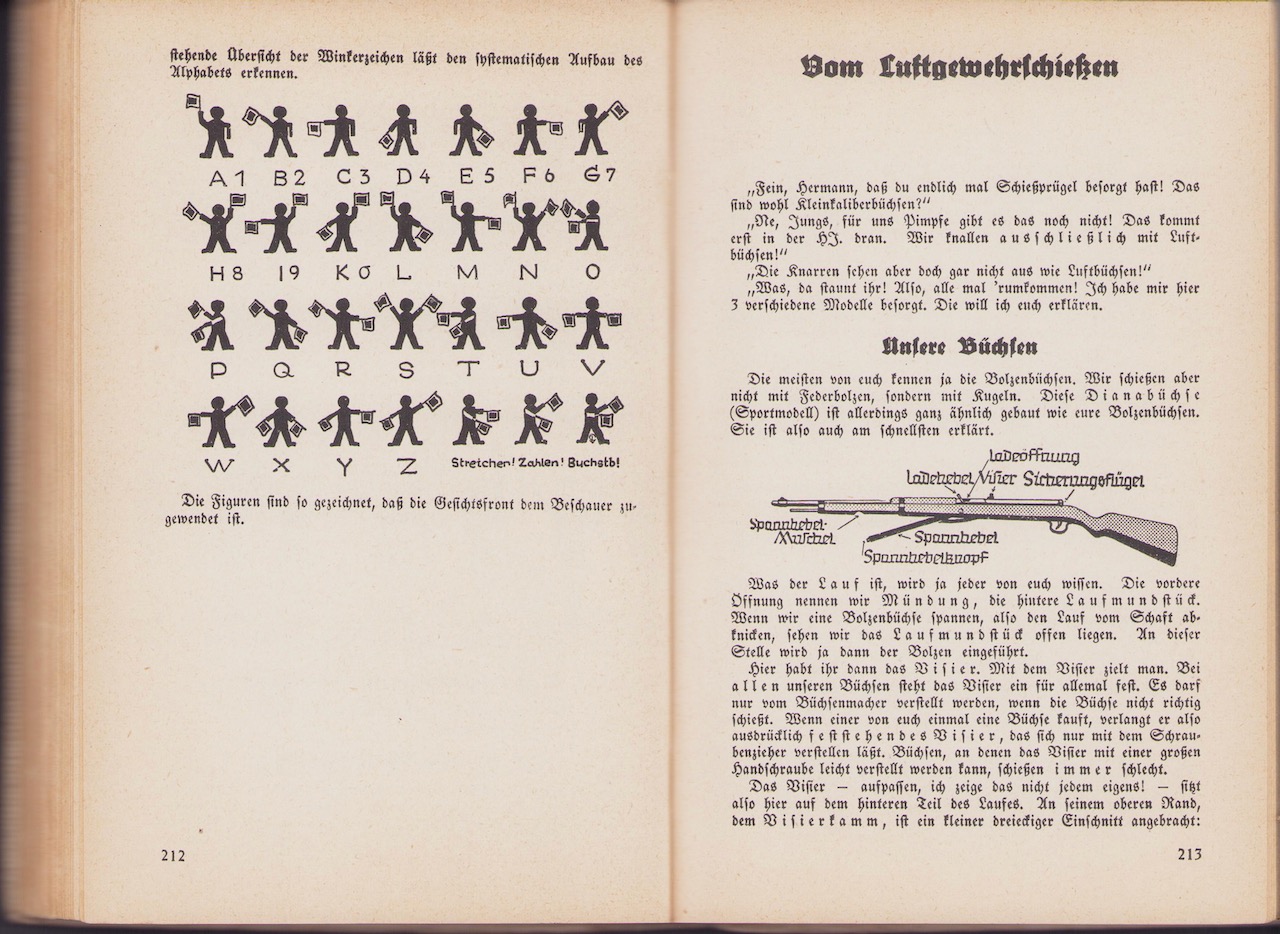 stehende Übersicht der Winkerzeichen läßt den systematischen Aufbau des
Alphabets erkennen.
A 1 B 2 C 3 D 4 E 5 F 6 G 7
H 8 I 9 K 0 L M N O
P Q R S T U V
W X Y Z Streichen! Zahlen! Buchstb!
Die Figuren sind so gezeichnet, daß die Gesichtsfront dem Beschauer zu-
gewendet ist.
212
Vom Luftgewehrschießen
„Fein, Hermann, daß du endlich mal Schießprügel besorgt hast! Das
sind wohl Kleinkaliberbüchsen?“
„Ne, Jungs, für uns Pimpfe gibt es das noch nicht! Das kommt
erst in der HJ. dran. Wir knallen ausschließlich mit Luft-
büchsen!“
„Die Knarren sehen aber doch gar nicht aus wie Luftbüchsen!“
„Was, da staunt ihr! Also, alle mal ’rumkommen! Ich habe mir hier
3 verschiedene Modelle besorgt. Die will ich euch erklären.
Unsere Büchsen
Die meisten von euch kennen ja die Bolzenbüchsen. Wir schießen aber
nicht mit Federbolzen, sondern mit Kugeln. Diese Dianabüchse
(Sportmodell) ist allerdings ganz ähnlich gebaut wie eure Bolzenbüchsen.
Sie ist also auch am schnellsten erklärt.
Ladeöffnung
Ladehebel Visier Sicherungsflügel
Spannhebel-
Muschel
Spannhebel
Spannhebelknopf
Was der Lauf ist, wird ja jeder von euch wissen. Die vordere
Öffnung nennen wir Mündung, die hintere Laufmundstück.
Wenn wir eine Bolzenbüchse spannen, also den Lauf vom Schaft ab-
knicken, sehen wir das Laufmundstück offen liegen. An dieser
Stelle wird ja dann der Bolzen eingeführt.
Hier habt ihr dann das Visier. Mit dem Visier zielt man. Bei
allen unseren Büchsen steht das Visier ein für allemal fest. Es darf
nur vom Büchsenmacher verstellt werden, wenn die Büchse nicht richtig
schießt. Wenn einer von euch einmal eine Büchse kauft, verlangt er also
ausdrücklich feststehendes Visier, das sich nur mit dem Schrau-
benzieher verstellen läßt. Büchsen, an denen das Visier mit einer großen
Handschraube leicht verstellt werden kann, schießen immer schlecht.
Das Visier — aufpassen, ich zeige das nicht jedem eigens! — sitzt
also hier auf dem hinteren Teil des Laufes. An seinem oberen Rand,
dem Visierkamm, ist ein kleiner dreieckiger Einschnitt angebracht:
213